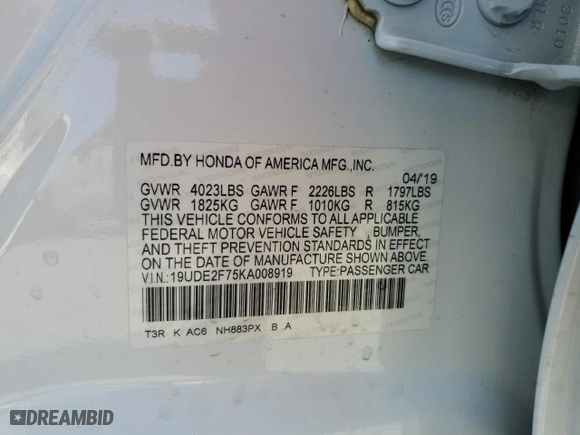 MFD.BY HONDA OF AMERICA MFG.,INC.
04/'19
GVWR 4023LBS GAWR F 2226LBS R 1797LBS
GVWR 1825KG GAWR F 1010KG R 815KG
THIS VEHICLE CONFORMS TO ALL APPLICABLE
FEDERAL MOTOR VEHICLE SAFETY , BUMPER,
AND THEFT PREVENTION STANDARDS IN EFFECT
ON THE DATE OF MANUFACTURE SHOWN ABOVE.
V.I.N.:19UDE2F75KA008919 TYPE:PASSENGER CAR
T3R K AC6 NH883PX .B .A
DREAMBID